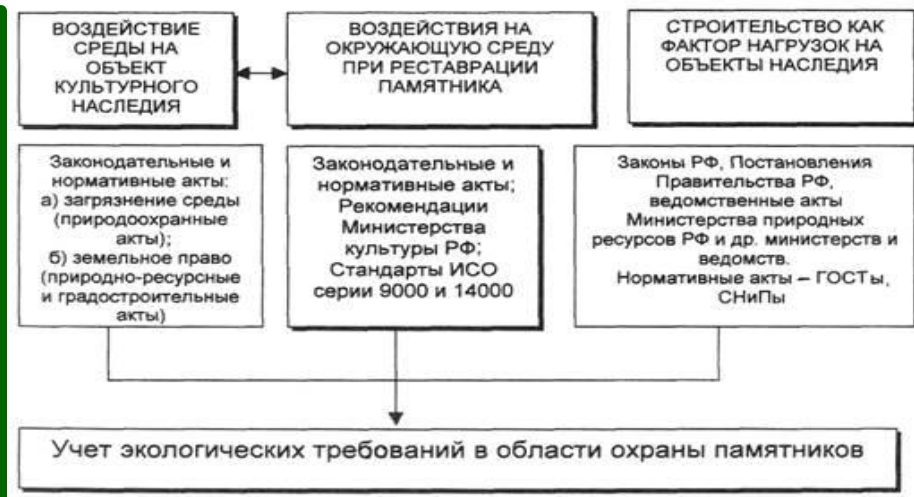 ВОЗДЕЙСТВИЕ
СРЕДЫ НА
ОБЪЕКТ
КУЛЬТУРНОГО
НАСЛЕДИЯ
ВОЗДЕЙСТВИЯ НА
ОКРУЖАЮЩУЮ СРЕДУ
ПРИ РЕСТАВРАЦИИ
ПАМЯТНИКА
СТРОИТЕЛЬСТВО КАК
ФАКТОР НАГРУЗОК НА
ОБЪЕКТЫ НАСЛЕДИЯ
Законодательные и
нормативные акты:
а) загрязнение среды
(природоохранные
акты);
б) земельное право
(природно-ресурсные
и градостроительные
акты)
Законодательные и
нормативные акты;
Рекомендации
Министерства
культуры РФ;
Стандарты ИСО
серии 9000 и 14000
Законы РФ, Постановления
Правительства РФ,
ведомственные акты
Министерства природных
ресурсов РФ и др. министерств и
ведомств.
Нормативные акты – ГОСТы,
СНиПы
Учет экологических требований в области охраны памятников